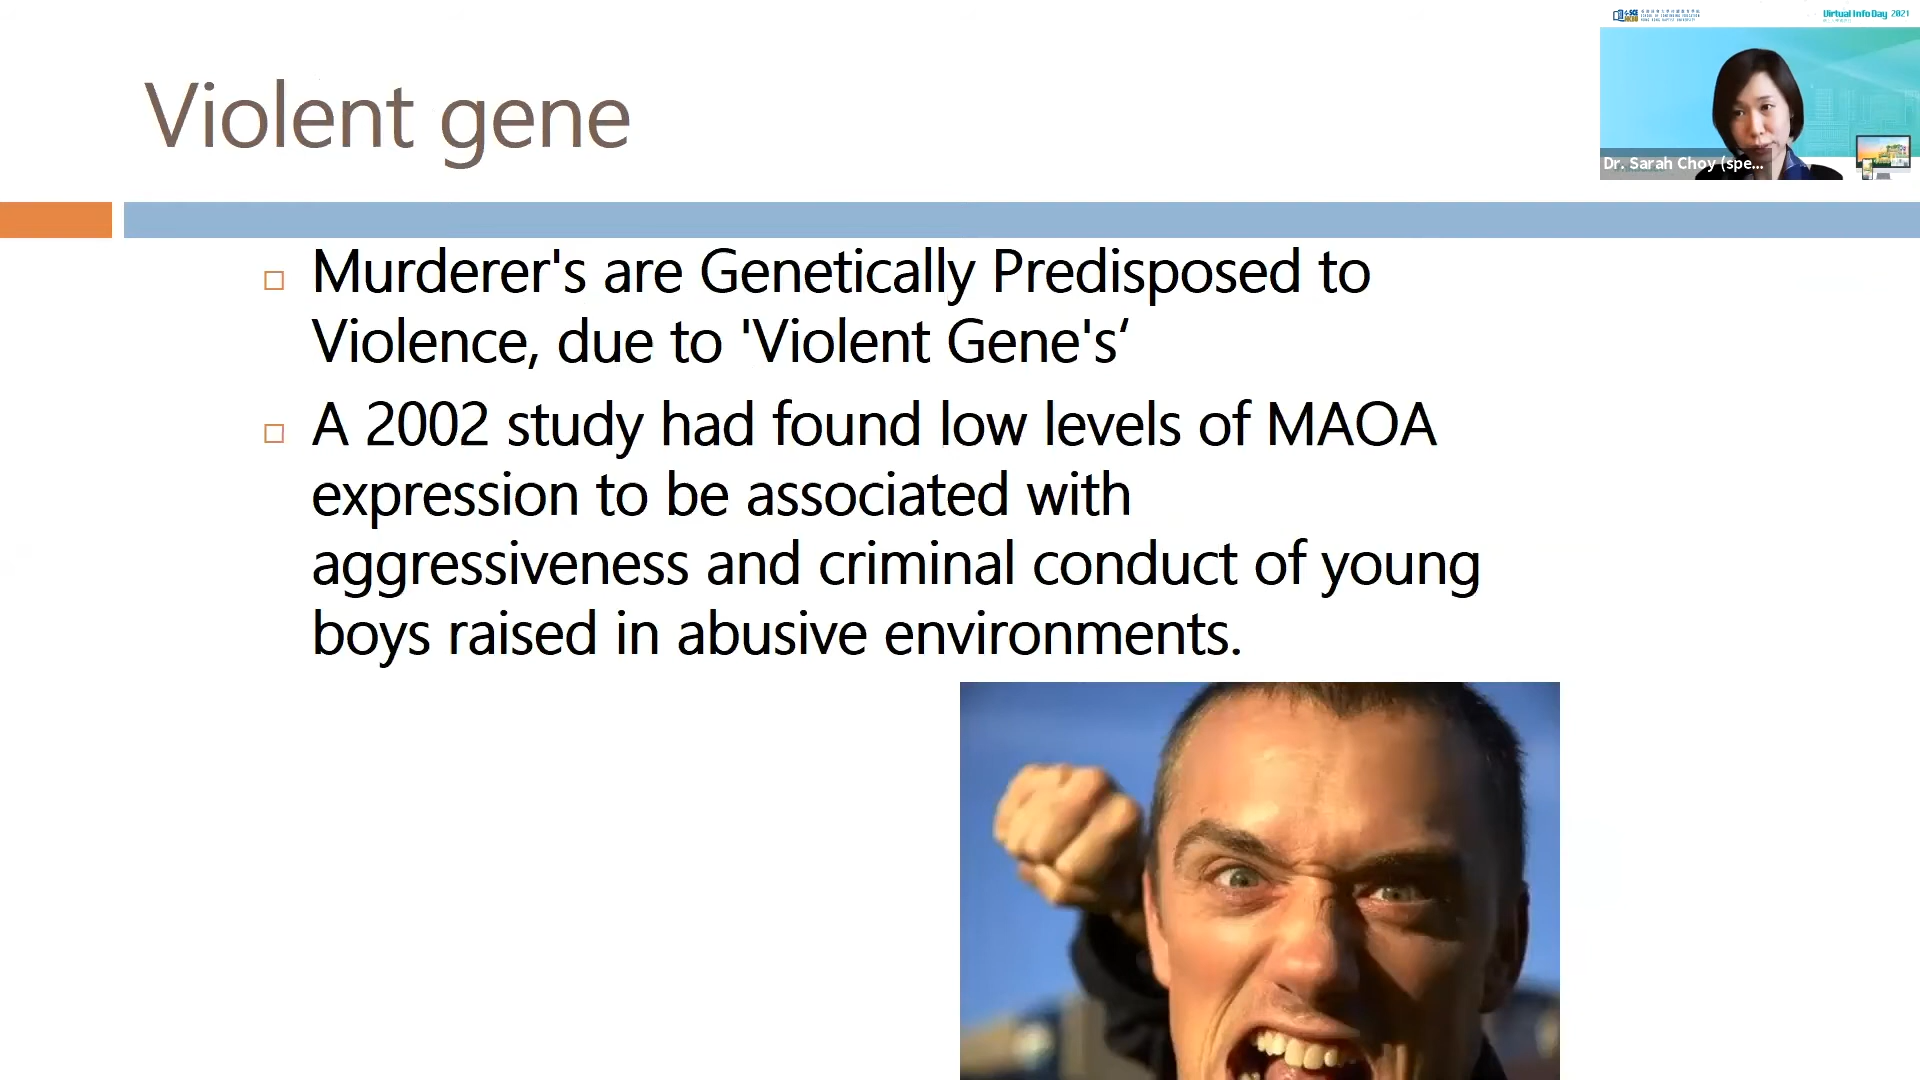 Violent gene
Murderer's are Genetically Predisposed to
Violence, due to 'Violent Gene's‘
A 2002 study had found low levels of MAOA
expression to be associated with
aggressiveness and criminal conduct of young
boys raised in abusive environments.
Virtual InfoDay 2021
Dr. Sarah Choy (spe...